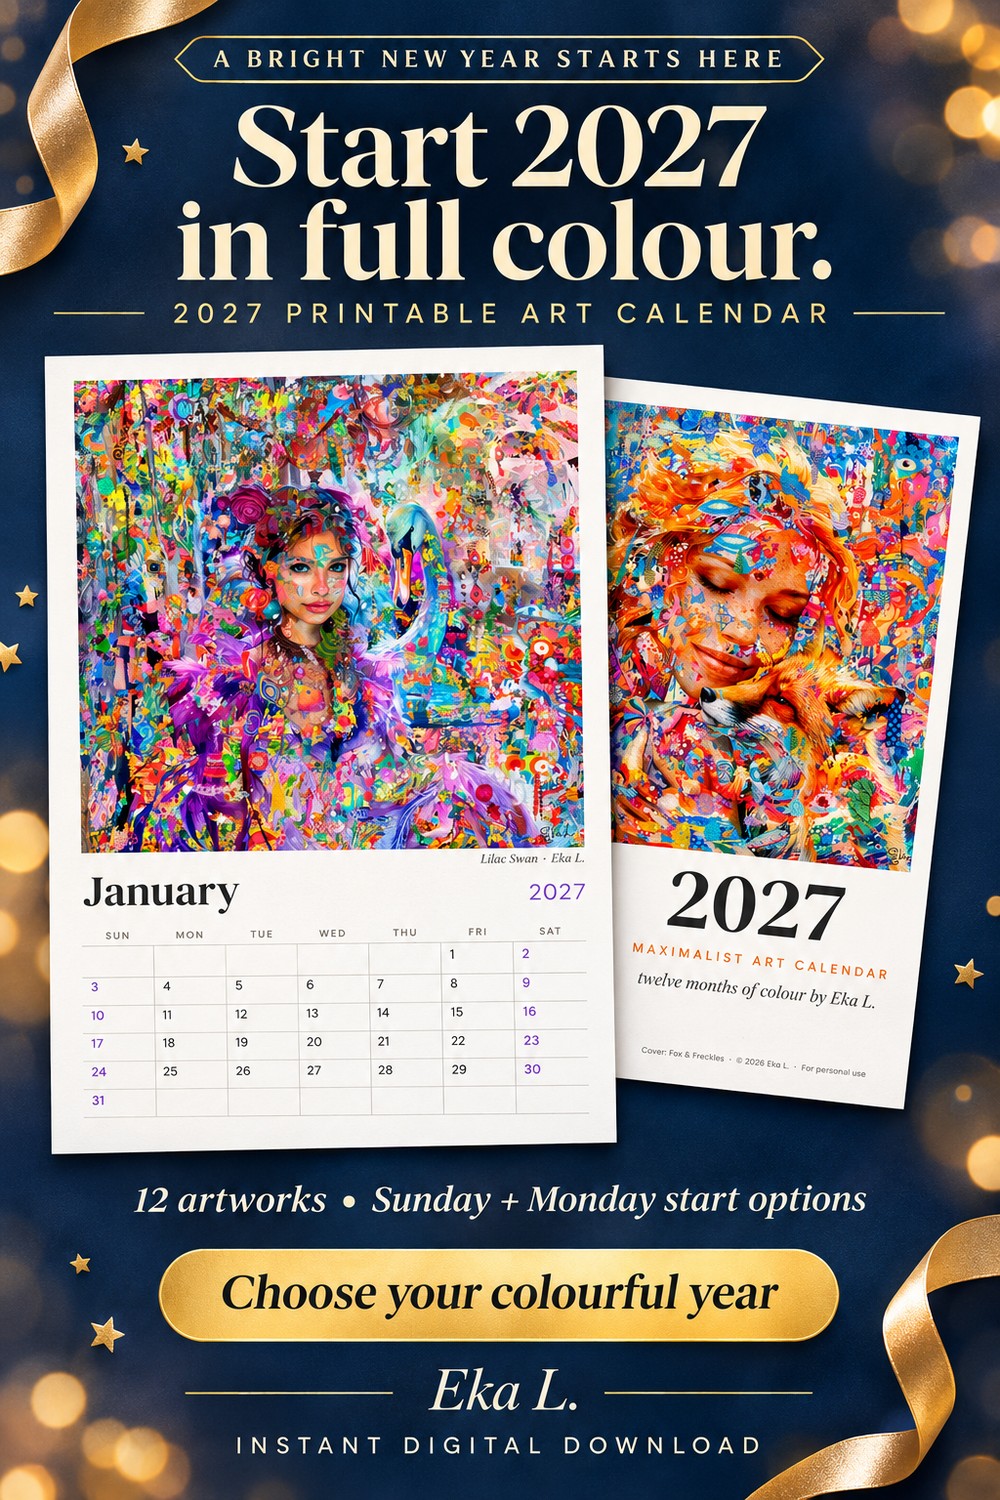 A BRIGHT NEW YEAR STARTS HERE
Start 2027
in full colour.
2027 PRINTABLE ART CALENDAR
Lilac Swan · Eka L.
January 2027
SUN MON TUE WED THU FRI SAT
1 2
3 4 5 6 7 8 9
10 11 12 13 14 15 16
17 18 19 20 21 22 23
24 25 26 27 28 29 30
31
2027
MAXIMALIST ART CALENDAR
twelve months of colour by Eka L.
Cover: Fox & Freckles · © 2026 Eka L. · For personal use
12 artworks • Sunday + Monday start options
Choose your colourful year
Eka L.
INSTANT DIGITAL DOWNLOAD